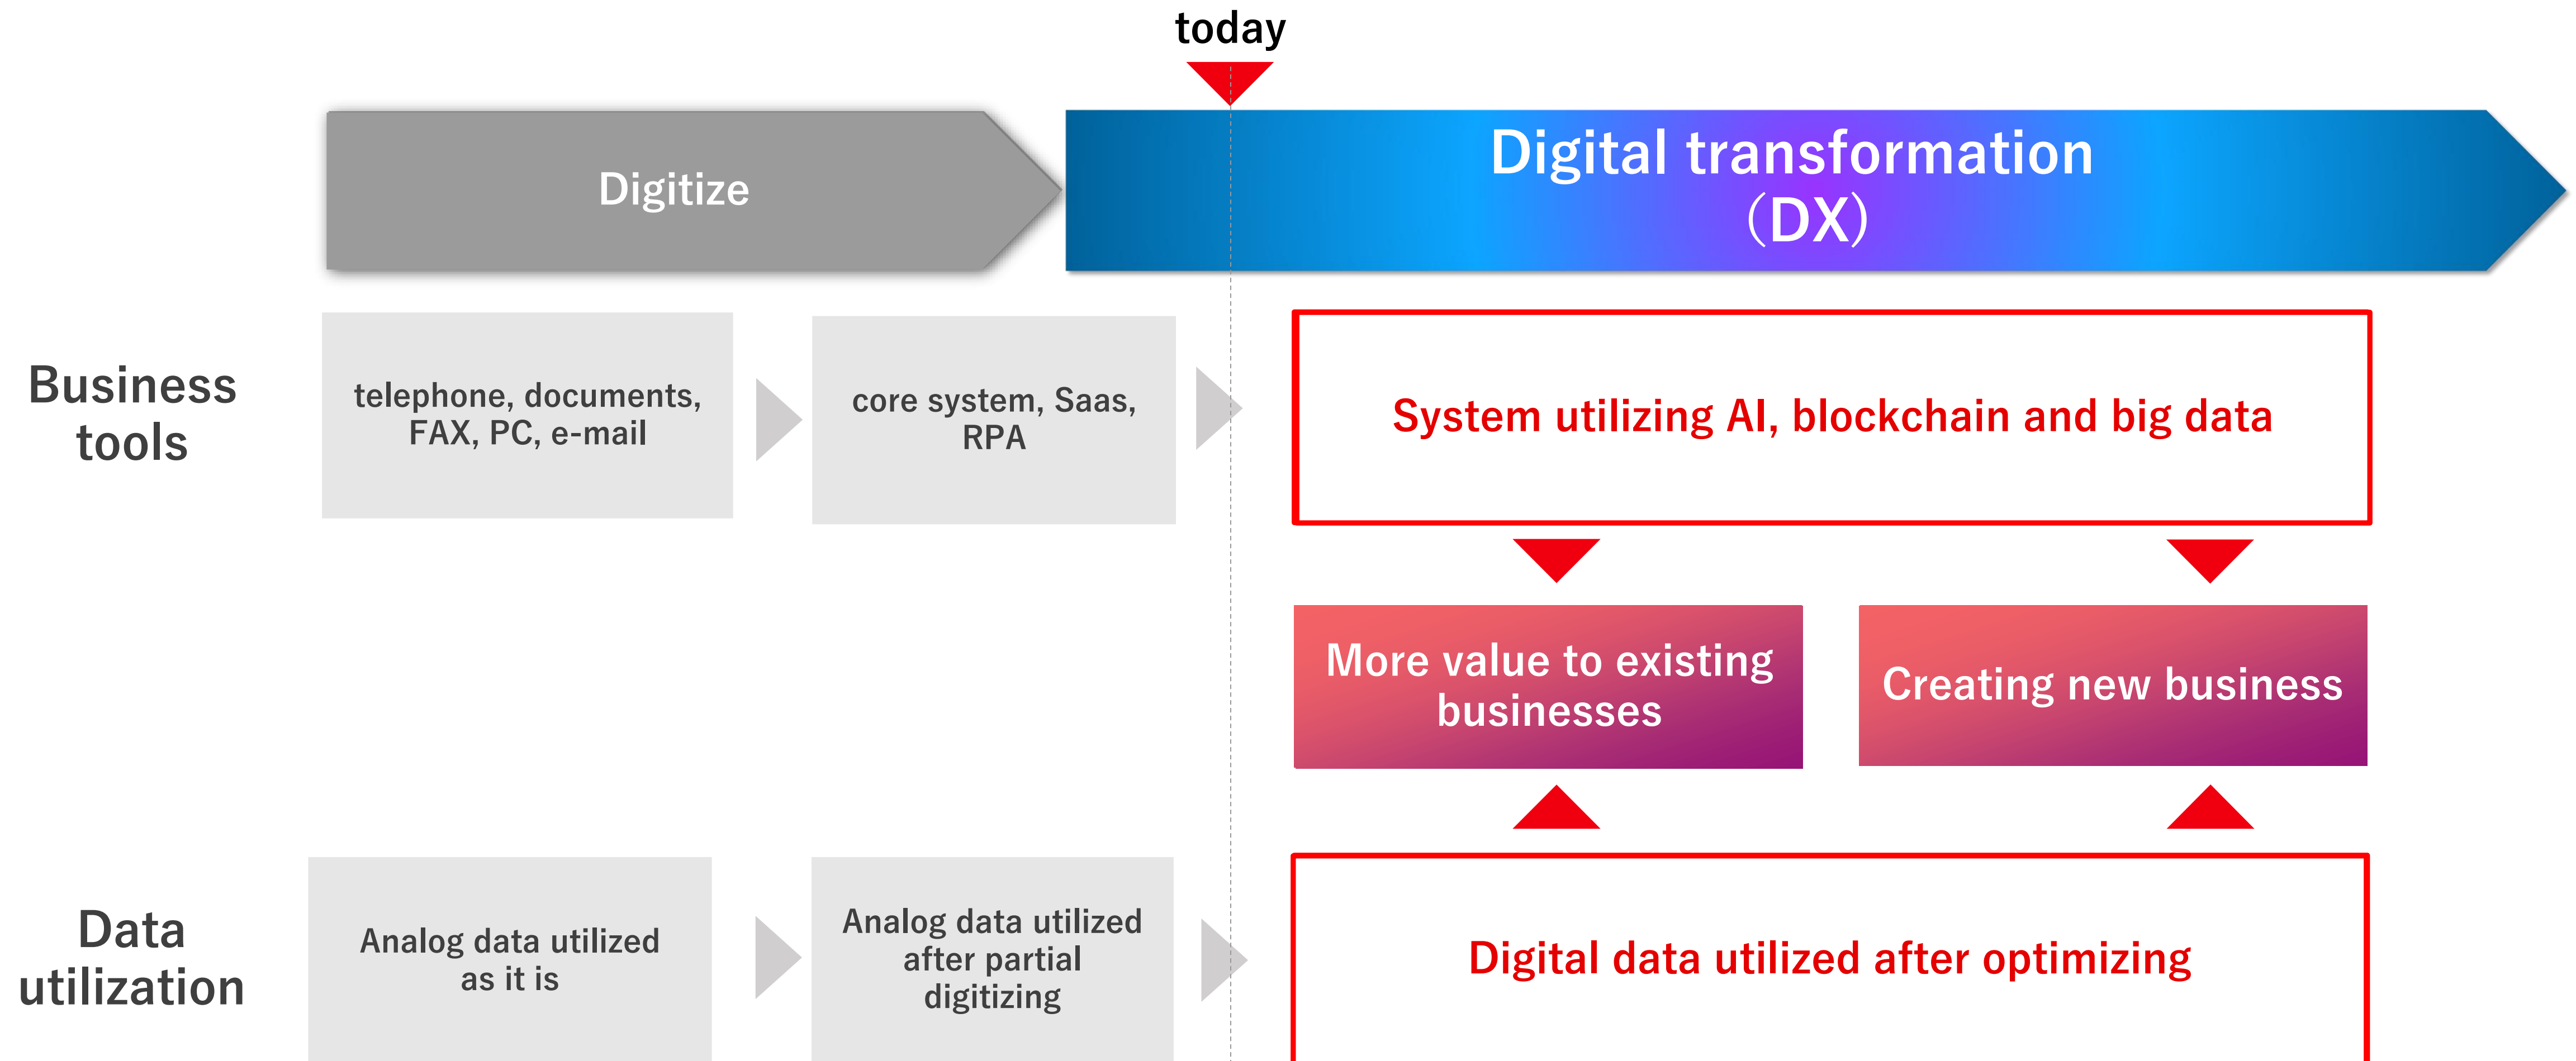 today
Digitize
Digital transformation
（DX）
Business
tools
telephone, documents,
FAX, PC, e-mail
core system, Saas,
RPA
System utilizing AI, blockchain and big data
More value to existing
businesses
Creating new business
Data
utilization
Analog data utilized
as it is
Analog data utilized
after partial
digitizing
Digital data utilized after optimizing